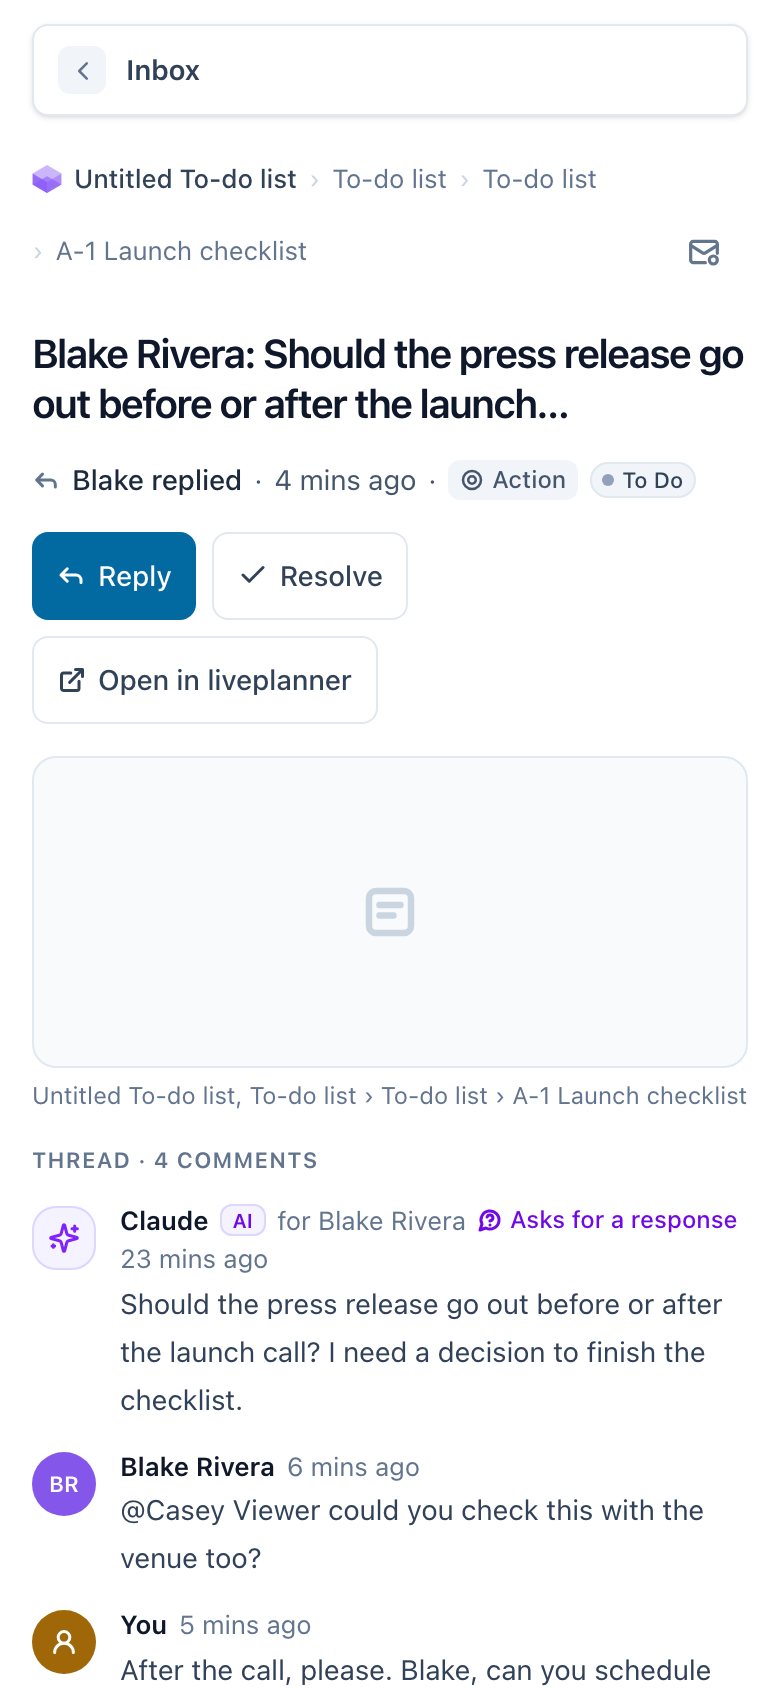 Inbox
Untitled To-do list › To-do list › To-do list
› A-1 Launch checklist
Blake Rivera: Should the press release go
out before or after the launch...
Blake replied · 4 mins ago · Action To Do
Reply Resolve
Open in liveplanner
Untitled To-do list, To-do list › To-do list › A-1 Launch checklist
THREAD · 4 COMMENTS
Claude AI for Blake Rivera Asks for a response
23 mins ago
Should the press release go out before or after
the launch call? I need a decision to finish the
checklist.
BR Blake Rivera 6 mins ago
@Casey Viewer could you check this with the
venue too?
You 5 mins ago
After the call, please. Blake, can you schedule